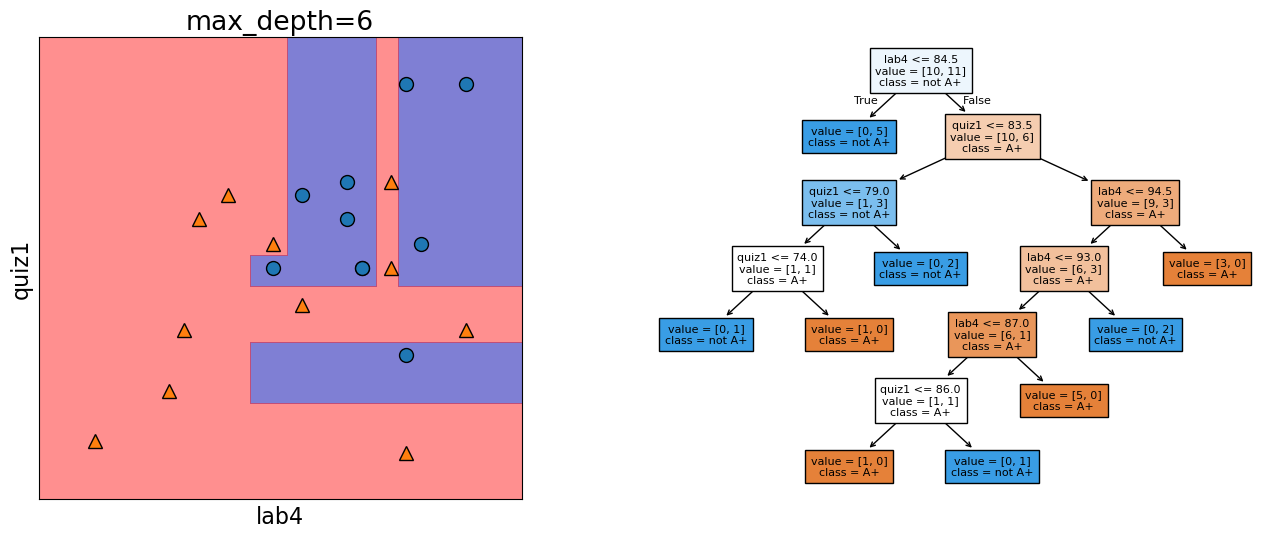 max_depth=6
quiz1
lab4
lab4 <= 84.5
value = [10, 11]
class = not A+
True
False
value = [0, 5]
class = not A+
quiz1 <= 83.5
value = [10, 6]
class = A+
quiz1 <= 79.0
value = [1, 3]
class = not A+
lab4 <= 94.5
value = [9, 3]
class = A+
quiz1 <= 74.0
value = [1, 1]
class = A+
value = [0, 2]
class = not A+
lab4 <= 93.0
value = [6, 3]
class = A+
value = [3, 0]
class = A+
value = [0, 1]
class = not A+
value = [1, 0]
class = A+
lab4 <= 87.0
value = [6, 1]
class = A+
value = [0, 2]
class = not A+
quiz1 <= 86.0
value = [1, 1]
class = A+
value = [5, 0]
class = A+
value = [1, 0]
class = A+
value = [0, 1]
class = not A+